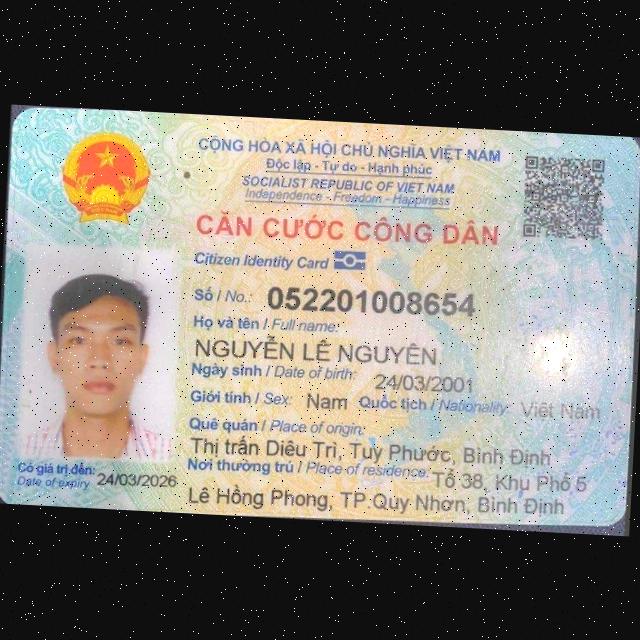 CỘNG HÒA XÃ HỘI CHỦ NGHĨA VIỆT NAM
Độc lập - Tự do - Hạnh phúc
SOCIALIST REPUBLIC OF VIET NAM
Independence - Freedom - Happiness
CĂN CƯỚC CÔNG DÂN
Citizen Identity Card
Số / No.: 052201008654
Họ và tên / Full name:
NGUYỄN LÊ NGUYÊN
Ngày sinh / Date of birth: 24/03/2001
Giới tính / Sex: Nam Quốc tịch / Nationality: Việt Nam
Quê quán / Place of origin:
Thị trấn Diêu Trì, Tuy Phước, Bình Định
Nơi thường trú / Place of residence: Tổ 38, Khu Phố 5
Lê Hồng Phong, TP.Quy Nhơn, Bình Định
Có giá trị đến: 24/03/2026
Date of expiry